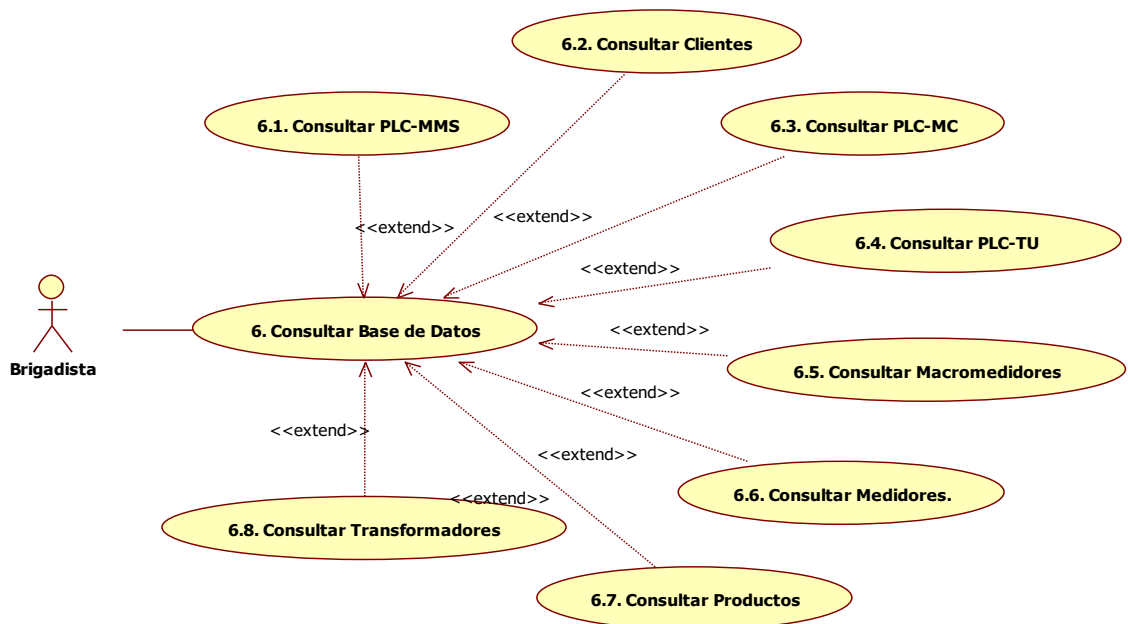 6.2. Consultar Clientes
6.1. Consultar PLC-MMS
6.3. Consultar PLC-MC
<<extend>>
<<extend>>
6.4. Consultar PLC-TU
<<extend>>
<<extend>>
6. Consultar Base de Datos
Brigadista
6.5. Consultar Macromedidores
<<extend>>
<<extend>>
<<extend>>
<<extend>>
6.6. Consultar Medidores.
6.8. Consultar Transformadores
6.7. Consultar Productos